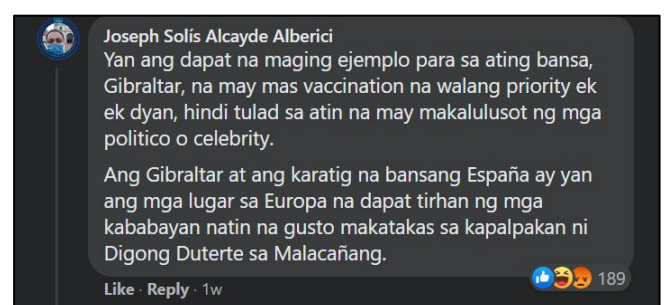 Joseph Solís Alcayde Alberici
Yan ang dapat na maging ejemplo para sa ating bansa,
Gibraltar, na may mas vaccination na walang priority ek
ek dyan, hindi tulad sa atin na may makalulusot ng mga
politico o celebrity.
Ang Gibraltar at ang karatig na bansang España ay yan
ang mga lugar sa Europa na dapat tirhan ng mga
kababayan natin na gusto makatakas sa kapalpakan ni
Digong Duterte sa Malacañang.
Like · Reply · 1w
189